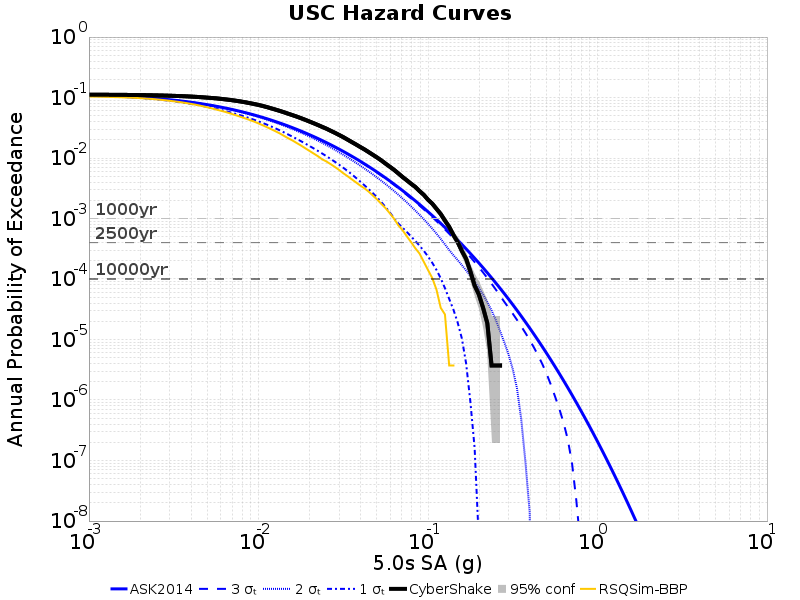 USC Hazard Curves
Annual Probability of Exceedance
10^0
10^-1
10^-2
10^-3
10^-4
10^-5
10^-6
10^-7
10^-8
1000yr
2500yr
10000yr
10^-3 10^-2 10^-1 10^0 10^1
5.0s SA (g)
ASK2014 3 σₜ 2 σₜ 1 σₜ CyberShake 95% conf RSQSim-BBP